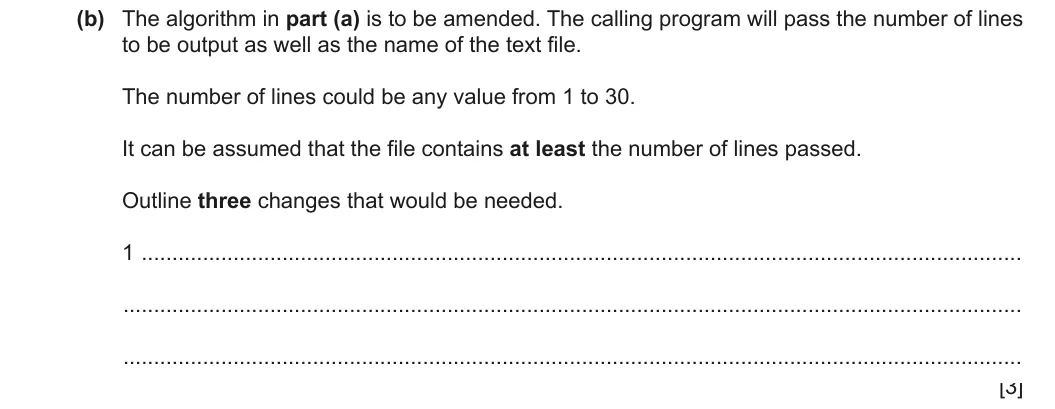 (b) The algorithm in part (a) is to be amended. The calling program will pass the number of lines
to be output as well as the name of the text file.
The number of lines could be any value from 1 to 30.
It can be assumed that the file contains at least the number of lines passed.
Outline three changes that would be needed.
1 ..........................................................................................................................................
..........................................................................................................................................
..........................................................................................................................................
[3]